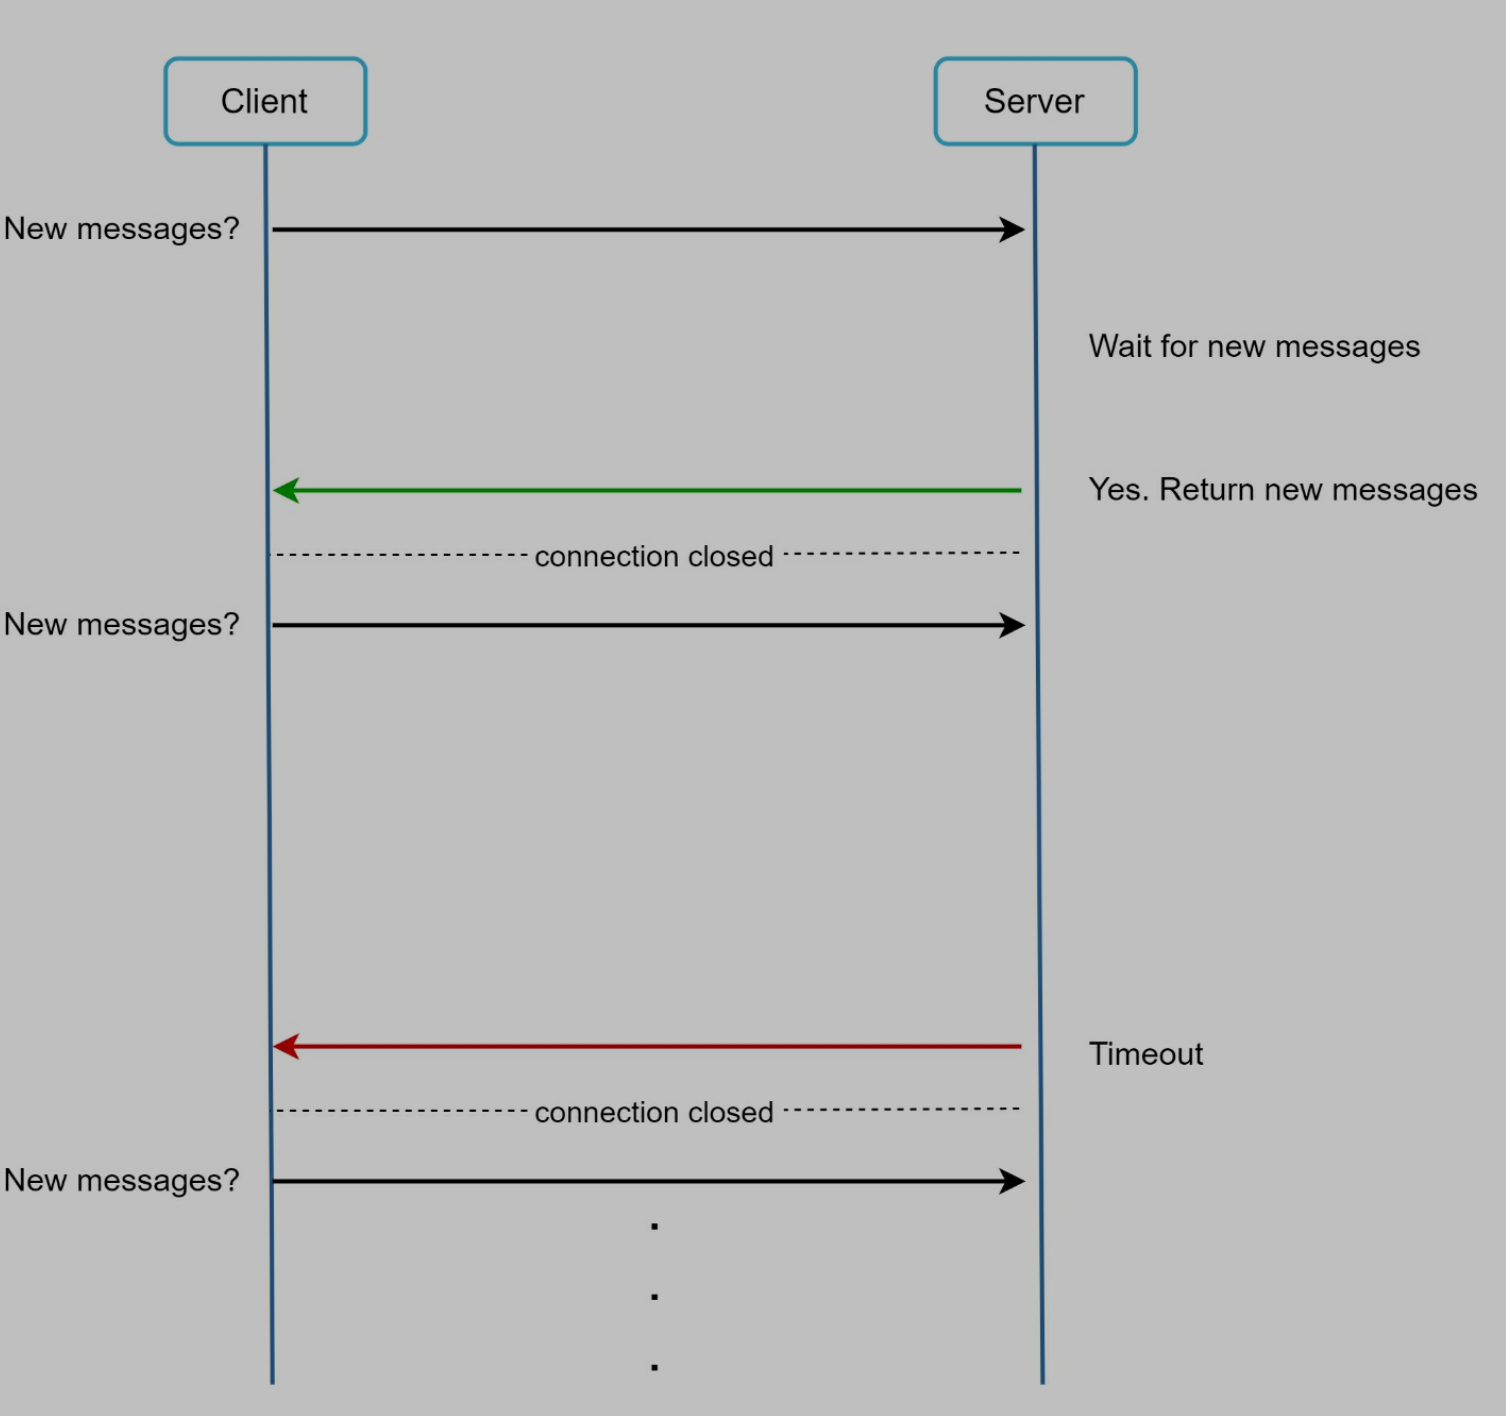 Client
Server
New messages?
Wait for new messages
Yes. Return new messages
connection closed
New messages?
Timeout
connection closed
New messages?